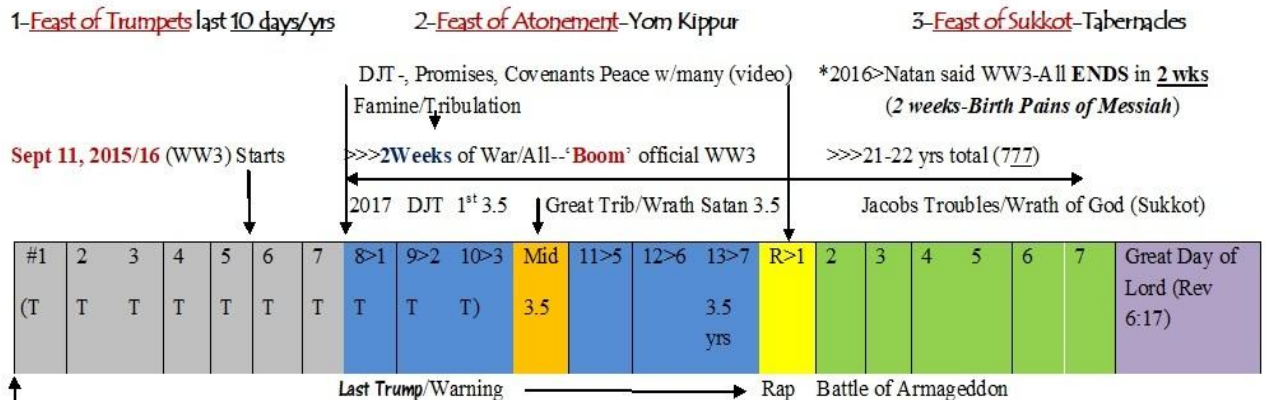 1-Feast of Trumpets last 10 days/yrs 2-Feast of Atonement-Yom Kippur 3-Feast of Sukkot-Tabernacles
DJT-, Promises, Covenants Peace w/many (video) *2016>Natan said WW3-All ENDS in 2 wks
Famine/Tribulation (2 weeks-Birth Pains of Messiah)
Sept 11, 2015/16 (WW3) Starts >>>2Weeks of War/All--‘Boom’ official WW3 >>>21-22 yrs total (777)
2017 DJT 1st 3.5 Great Trib/Wrath Satan 3.5 Jacobs Troubles/Wrath of God (Sukkot)
#1 2 3 4 5 6 7 8>1 9>2 10>3 Mid 11>5 12>6 13>7 R>1 2 3 4 5 6 7 Great Day of
Lord (Rev
(T T T T T T T T T T) 3.5 3.5 6:17)
yrs
Last Trump/Warning Rap Battle of Armageddon